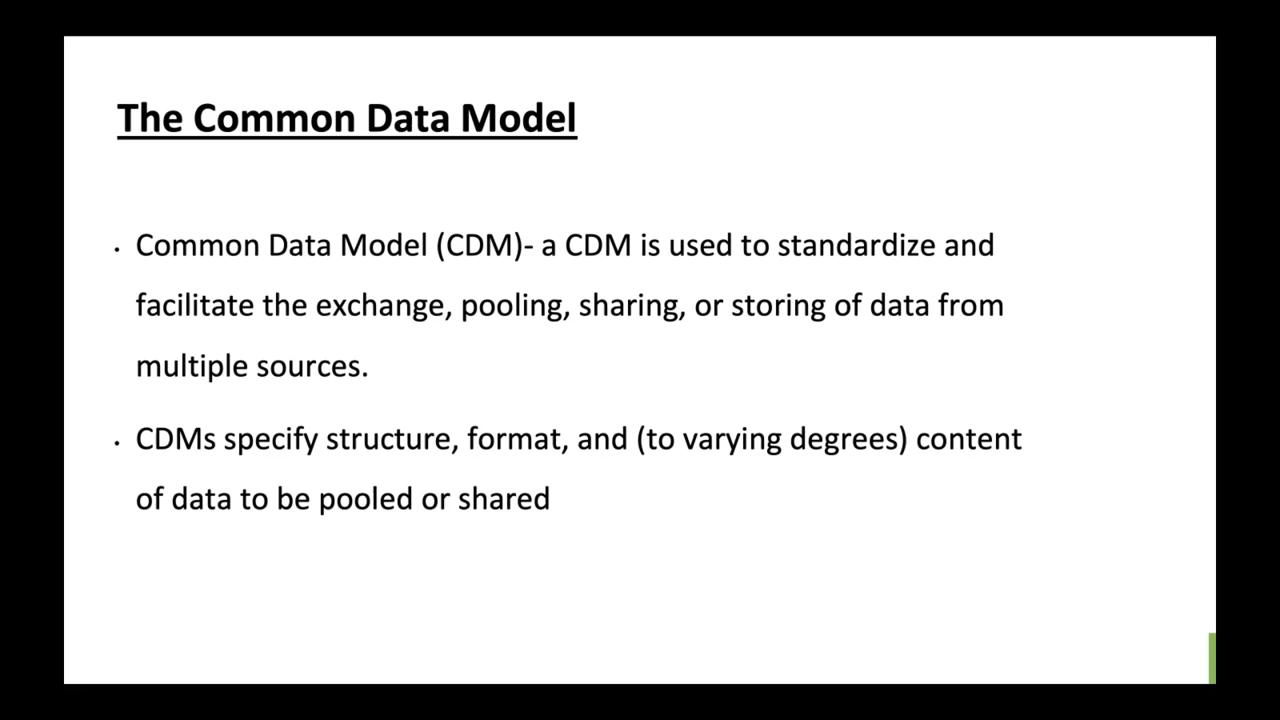 The Common Data Model
· Common Data Model (CDM)- a CDM is used to standardize and
facilitate the exchange, pooling, sharing, or storing of data from
multiple sources.
· CDMs specify structure, format, and (to varying degrees) content
of data to be pooled or shared